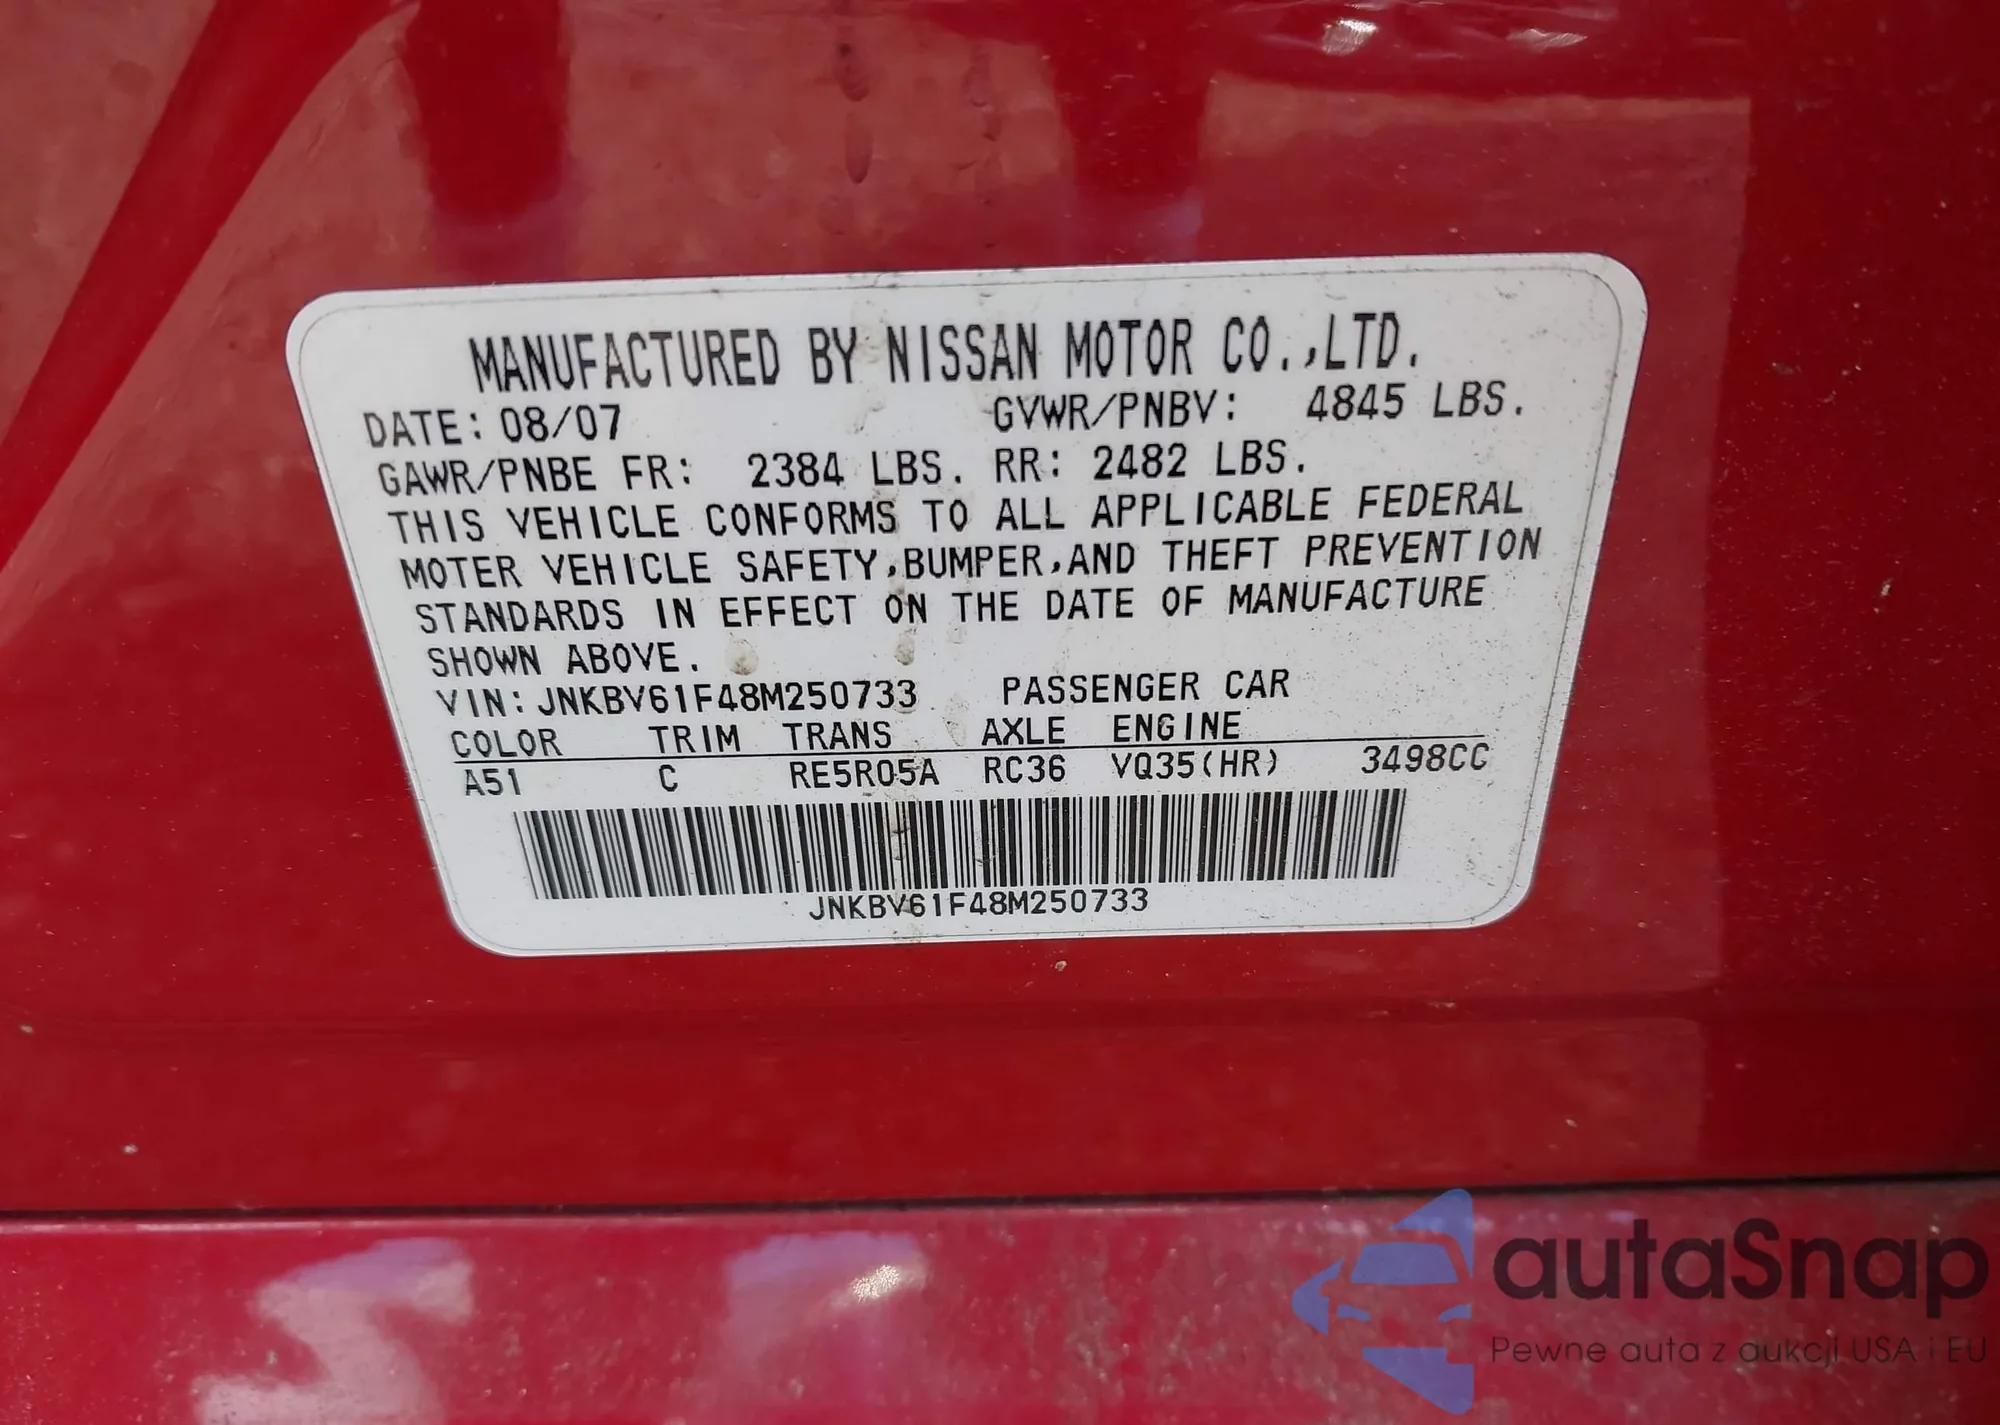 MANUFACTURED BY NISSAN MOTOR CO.,LTD.
DATE: 08/07 GVWR/PNBV: 4845 LBS.
GAWR/PNBE FR: 2384 LBS. RR: 2482 LBS.
THIS VEHICLE CONFORMS TO ALL APPLICABLE FEDERAL
MOTER VEHICLE SAFETY,BUMPER,AND THEFT PREVENTION
STANDARDS IN EFFECT ON THE DATE OF MANUFACTURE
SHOWN ABOVE.
VIN: JNKBV61F48M250733 PASSENGER CAR
COLOR TRIM TRANS AXLE ENGINE
A51 C RE5R05A RC36 VQ35(HR) 3498CC
JNKBV61F48M250733
autaSnap
Pewne auta z aukcji USA i EU